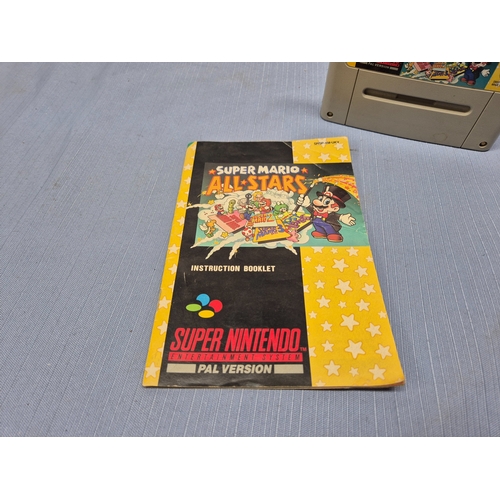 SUPER MARIO
ALL-STARS
INSTRUCTION BOOKLET
SUPER NINTENDO
ENTERTAINMENT SYSTEM
PAL VERSION